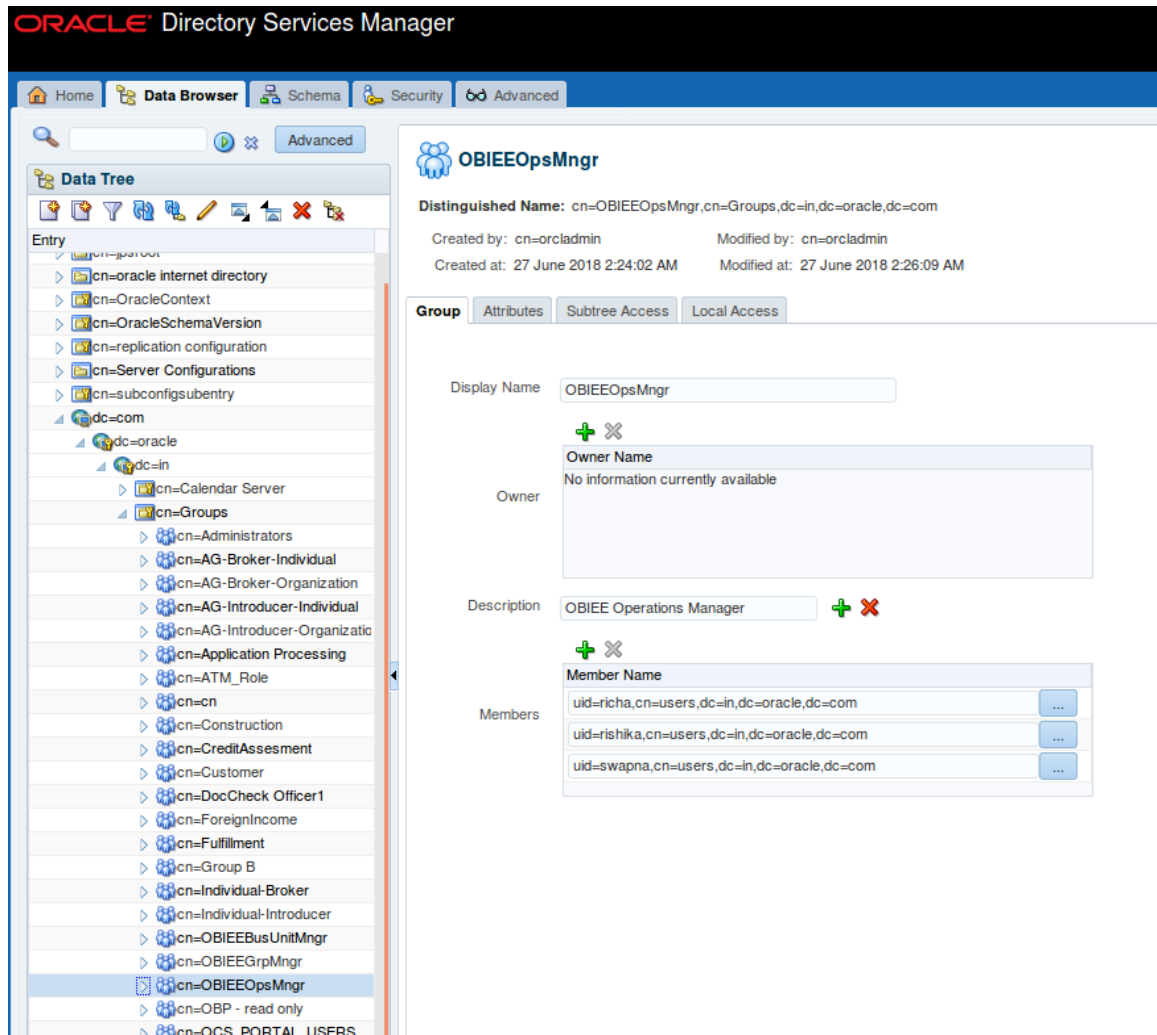 ORACLE Directory Services Manager
Home Data Browser Schema Security Advanced
Advanced
Data Tree
Entry
cn=jpsroot
cn=oracle internet directory
cn=OracleContext
cn=OracleSchemaVersion
cn=replication configuration
cn=Server Configurations
cn=subconfigsubentry
dc=com
dc=oracle
dc=in
cn=Calendar Server
cn=Groups
cn=Administrators
cn=AG-Broker-Individual
cn=AG-Broker-Organization
cn=AG-Introducer-Individual
cn=AG-Introducer-Organizatio
cn=Application Processing
cn=ATM_Role
cn=cn
cn=Construction
cn=CreditAssesment
cn=Customer
cn=DocCheck Officer1
cn=ForeignIncome
cn=Fulfillment
cn=Group B
cn=Individual-Broker
cn=Individual-Introducer
cn=OBIEEBusUnitMngr
cn=OBIEEGrpMngr
cn=OBIEEOpsMngr
cn=OBP - read only
cn=OCS_PORTAL_USERS
OBIEEOpsMngr
Distinguished Name: cn=OBIEEOpsMngr,cn=Groups,dc=in,dc=oracle,dc=com
Created by: cn=orcladmin Modified by: cn=orcladmin
Created at: 27 June 2018 2:24:02 AM Modified at: 27 June 2018 2:26:09 AM
Group Attributes Subtree Access Local Access
Display Name OBIEEOpsMngr
Owner Name
No information currently available
Owner
Description OBIEE Operations Manager
Member Name
Members
uid=richa,cn=users,dc=in,dc=oracle,dc=com ...
uid=rishika,cn=users,dc=in,dc=oracle,dc=com ...
uid=swapna,cn=users,dc=in,dc=oracle,dc=com ...